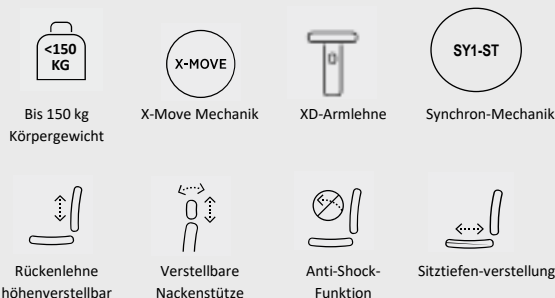 <150
KG
X-MOVE
SY1-ST
Bis 150 kg
Körpergewicht
X-Move Mechanik
XD-Armlehne
Synchron-Mechanik
Rückenlehne
höhenverstellbar
Verstellbare
Nackenstütze
Anti-Shock-
Funktion
Sitztiefen-verstellung